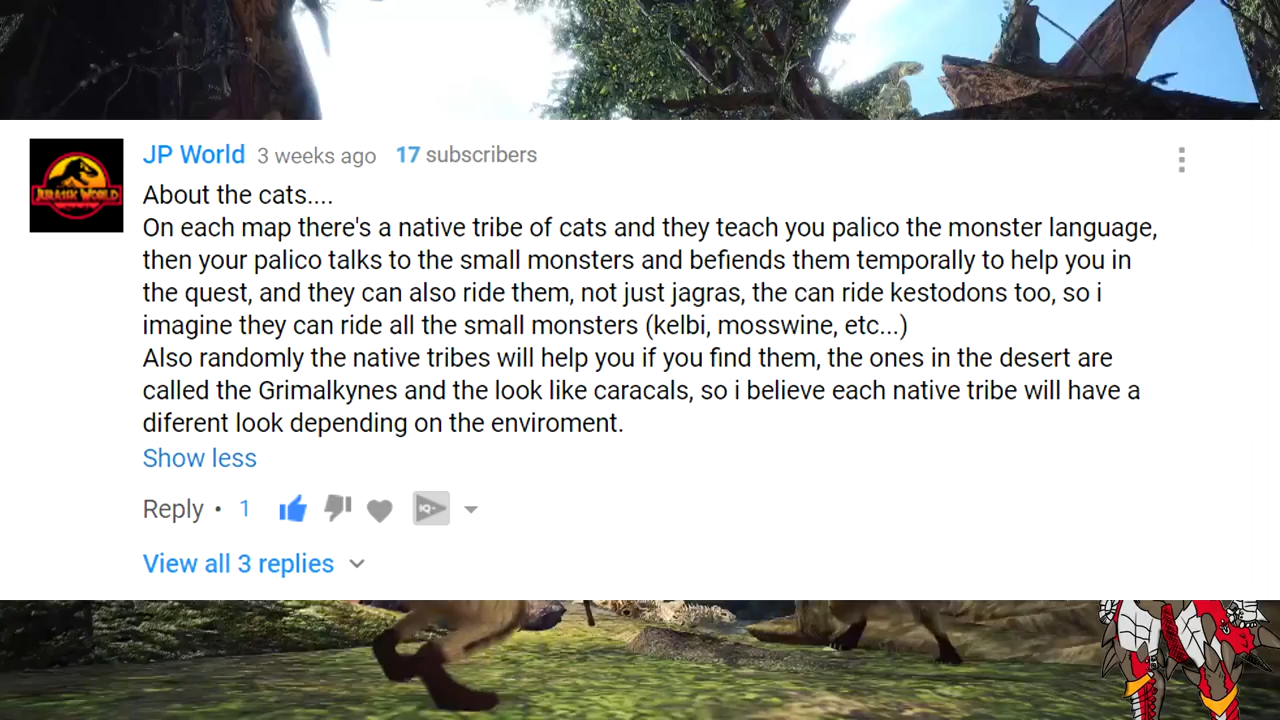 JURASSIC WORLD
JP World 3 weeks ago 17 subscribers
About the cats....
On each map there's a native tribe of cats and they teach you palico the monster language,
then your palico talks to the small monsters and befiends them temporally to help you in
the quest, and they can also ride them, not just jagras, the can ride kestodons too, so i
imagine they can ride all the small monsters (kelbi, mosswine, etc...)
Also randomly the native tribes will help you if you find them, the ones in the desert are
called the Grimalkynes and the look like caracals, so i believe each native tribe will have a
diferent look depending on the enviroment.
Show less
Reply • 1
IQ+
View all 3 replies